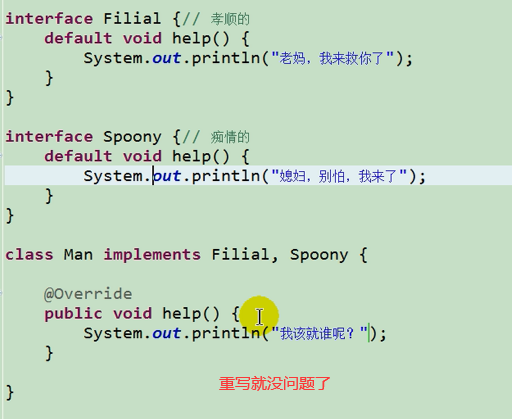 interface Filial {// 孝顺的
    default void help() {
        System.out.println("老妈，我来救你了");
    }
}

interface Spoony {// 痴情的
    default void help() {
        System.out.println("媳妇，别怕，我来了");
    }
}

class Man implements Filial, Spoony {

    @Override
    public void help() {
        System.out.println("我该就谁呢？");
    }
重写就没问题了
}